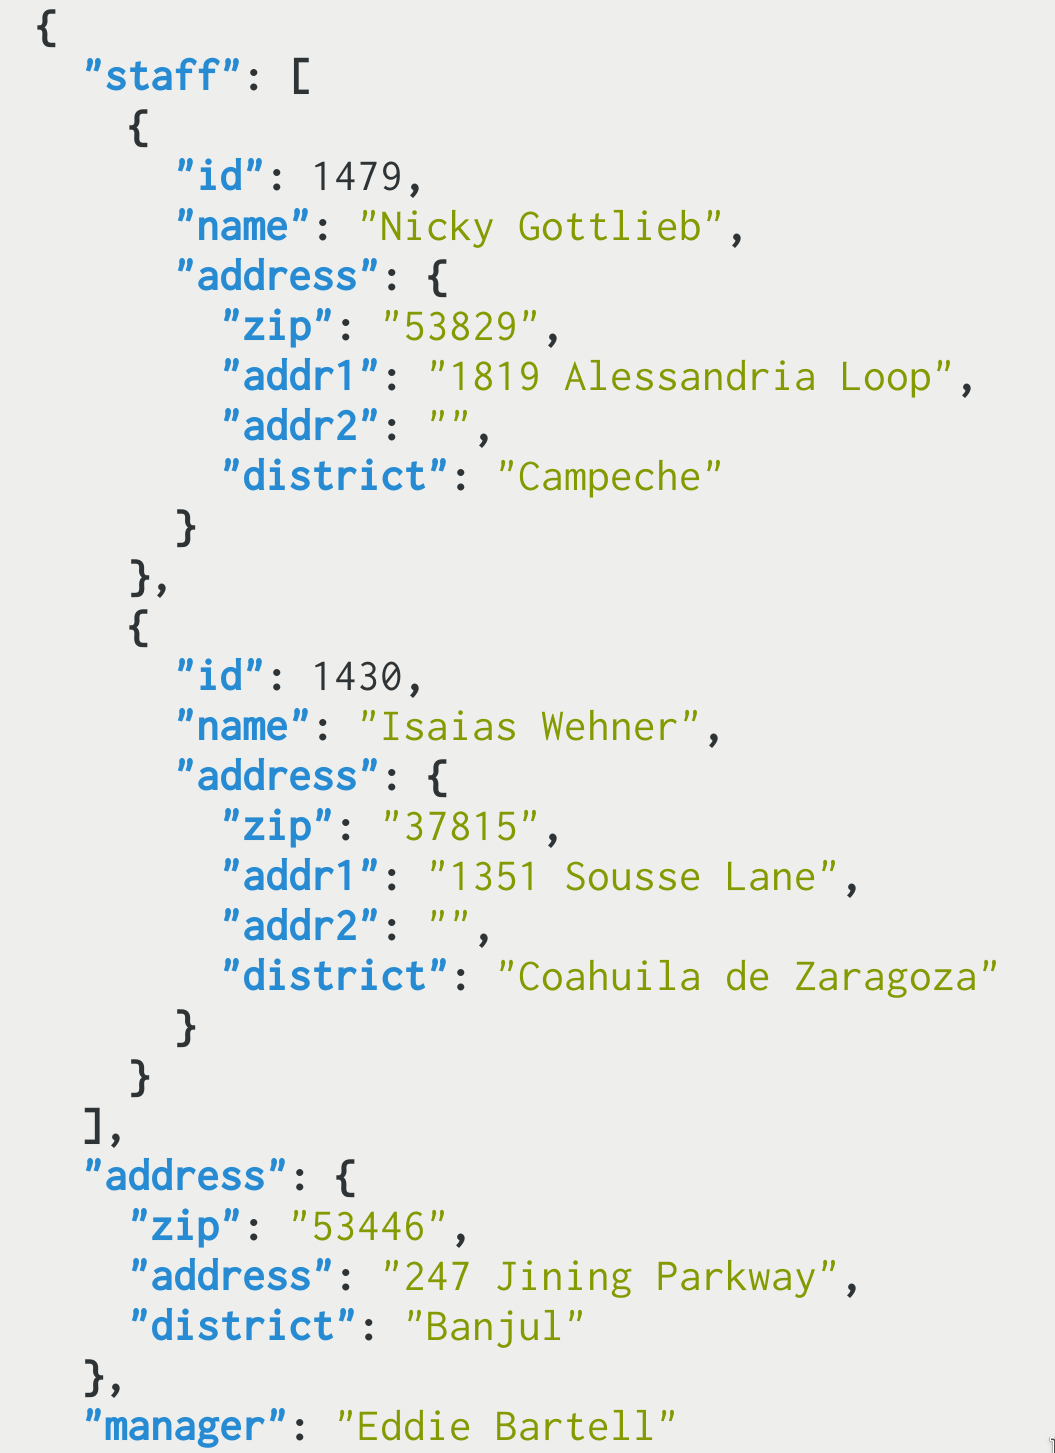 {
  "staff": [
    {
      "id": 1479,
      "name": "Nicky Gottlieb",
      "address": {
        "zip": "53829",
        "addr1": "1819 Alessandria Loop",
        "addr2": "",
        "district": "Campeche"
      }
    },
    {
      "id": 1430,
      "name": "Isaias Wehner",
      "address": {
        "zip": "37815",
        "addr1": "1351 Sousse Lane",
        "addr2": "",
        "district": "Coahuila de Zaragoza"
      }
    }
  ],
  "address": {
    "zip": "53446",
    "address": "247 Jining Parkway",
    "district": "Banjul"
  },
  "manager": "Eddie Bartell"